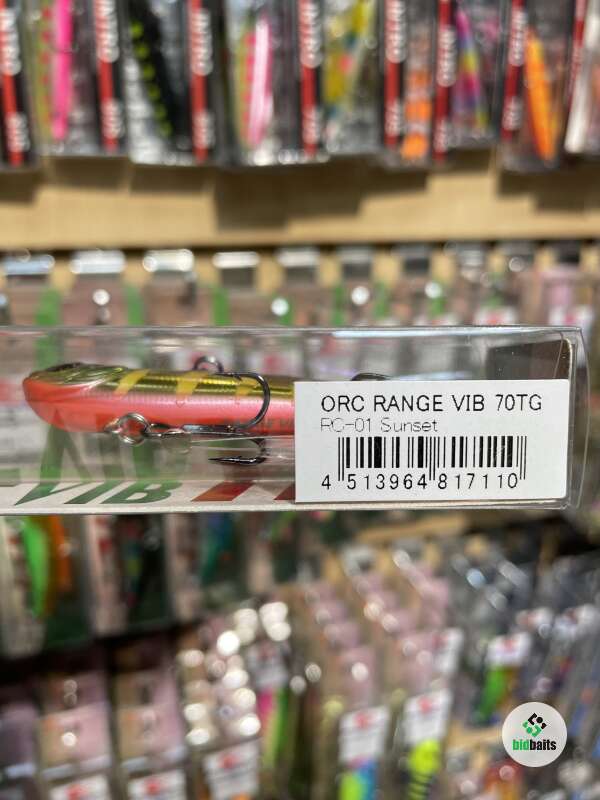 ORC RANGE VIB 70TG
RC-01 Sunset
4 513964 817110
VIB
bidbaits